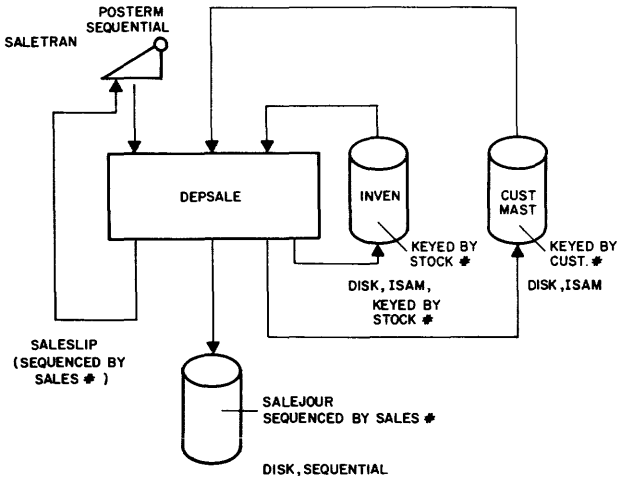 POSTERM
SEQUENTIAL
SALETRAN
DEPSALE
INVEN
CUST
MAST
KEYED BY
STOCK #
KEYED BY
CUST. #
DISK, ISAM,
KEYED BY
STOCK #
DISK, ISAM
SALESLIP
(SEQUENCED BY
SALES # )
SALEJOUR
SEQUENCED BY SALES #
DISK, SEQUENTIAL